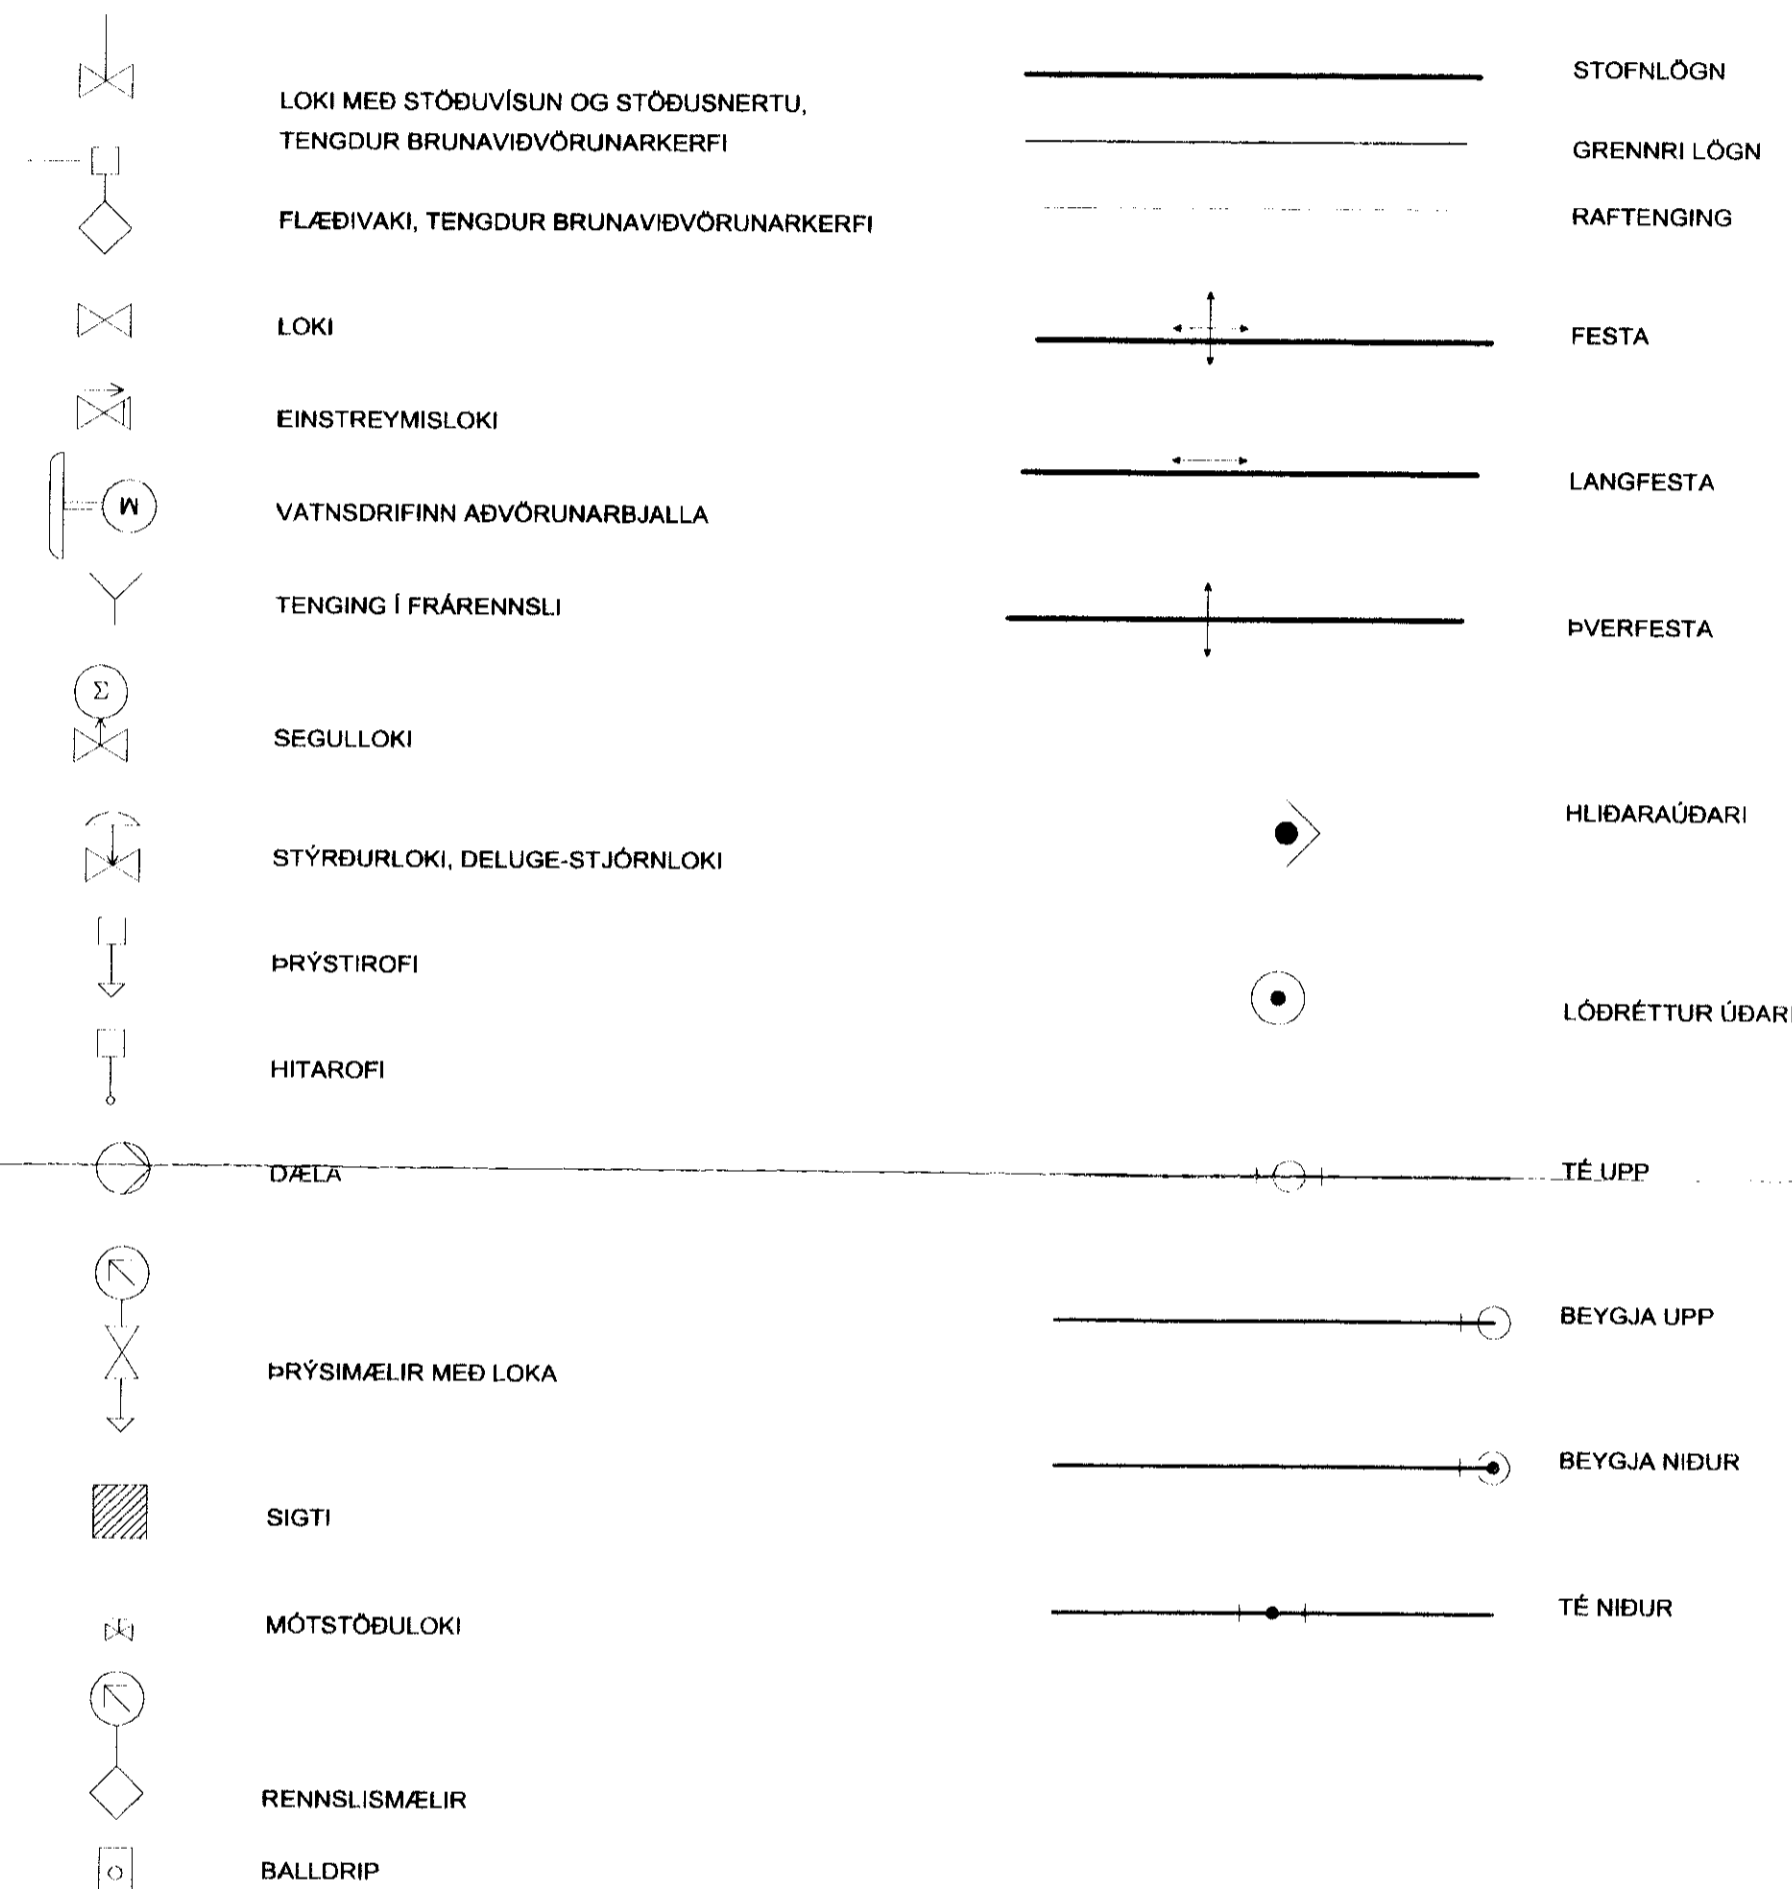 LOKI MEÐ STÖÐUVÍSUN OG STÖÐUSNERTU,
TENGDUR BRUNAVIÐVÖRUNARKERFI
FLÆÐIVAKI, TENGDUR BRUNAVIÐVÖRUNARKERFI
LOKI
EINSTREYMISLOKI
M
VATNSDRIFINN AÐVÖRUNARBJALLA
TENGING Í FRÁRENNSLI
Σ
SEGULLOKI
STÝRÐURLOKI, DELUGE-STJÓRNLOKI
ÞRÝSTIROFI
HITAROFI
DÆLA
ÞRÝSIMÆLIR MEÐ LOKA
SIGTI
MÓTSTÖÐULOKI
RENNSLISMÆLIR
BALLDRIP
STOFNLÖGN
GRENNRI LÖGN
RAFTENGING
FESTA
LANGFESTA
ÞVERFESTA
HLIÐARAÚÐARI
LÓÐRÉTTUR ÚÐARI
TÉ UPP
BEYGJA UPP
BEYGJA NIÐUR
TÉ NIÐUR